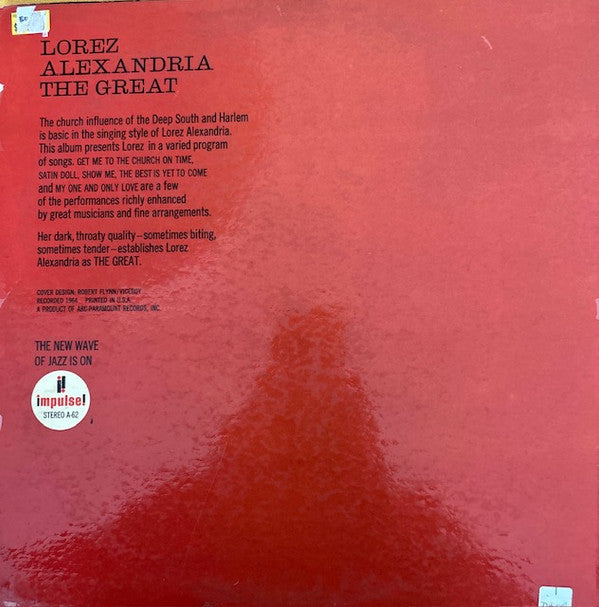 LOREZ
ALEXANDRIA
THE GREAT
The church influence of the Deep South and Harlem
is basic in the singing style of Lorez Alexandria.
This album presents Lorez in a varied program
of songs. GET ME TO THE CHURCH ON TIME,
SATIN DOLL, SHOW ME, THE BEST IS YET TO COME
and MY ONE AND ONLY LOVE are a few
of the performances richly enhanced
by great musicians and fine arrangements.
Her dark, throaty quality—sometimes biting,
sometimes tender—establishes Lorez
Alexandria as THE GREAT.
COVER DESIGN: ROBERT FLYNN/VICEROY
RECORDED 1964 PRINTED IN U.S.A.
A PRODUCT OF ABC-PARAMOUNT RECORDS, INC.
THE NEW WAVE
OF JAZZ IS ON
i!
impulse!
STEREO A-62